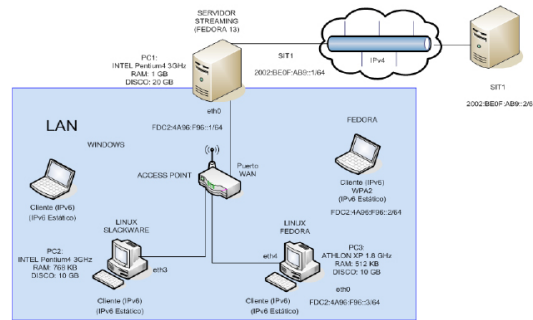 SERVIDOR
STREAMING
(FEDORA 13)
PC1:
INTEL Pentium4 3GHz
RAM: 1 GB
DISCO: 20 GB
SIT1
2002:BE0F:AB9::1/64
IPv4
SIT1
2002:BE0F:AB9::2/6
eth0
FDC2:4A96:F96::1/64
LAN
WINDOWS
Cliente (IPv6)
(IPv6 Estático)
ACCESS POINT
Puerto
WAN
FEDORA
Cliente (IPv6)
WPA2
(IPv6 Estático)
FDC2:4A96:F96::2/64
LINUX
SLACKWARE
PC2:
INTEL Pentium4 3GHz
RAM: 768 KB
DISCO: 10 GB
eth3
Cliente (IPv6)
(IPv6 Estático)
LINUX
FEDORA
eth4
PC3:
ATHLON XP 1.8 GHz
RAM: 512 KB
DISCO: 10 GB
eth0
FDC2:4A96:F96::3/64
Cliente (IPv6)
(IPv6 Estático)